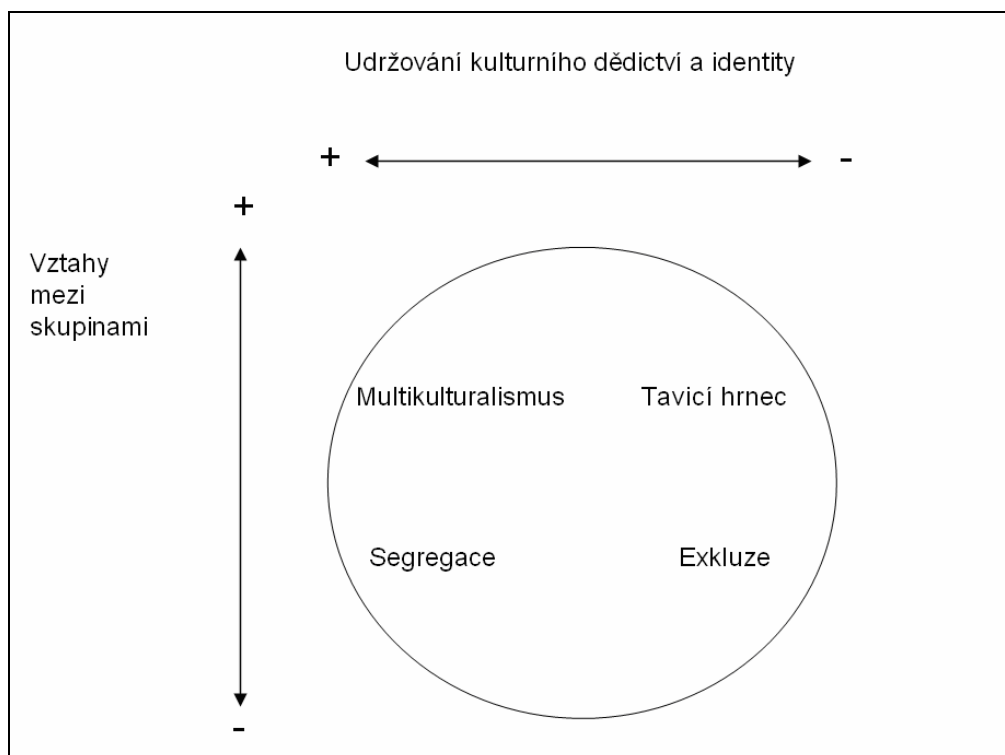 Udržování kulturního dědictví a identity
+ -
+
Vztahy
mezi
skupinami
Multikulturalismus Tavicí hrnec
Segregace Exkluze
-